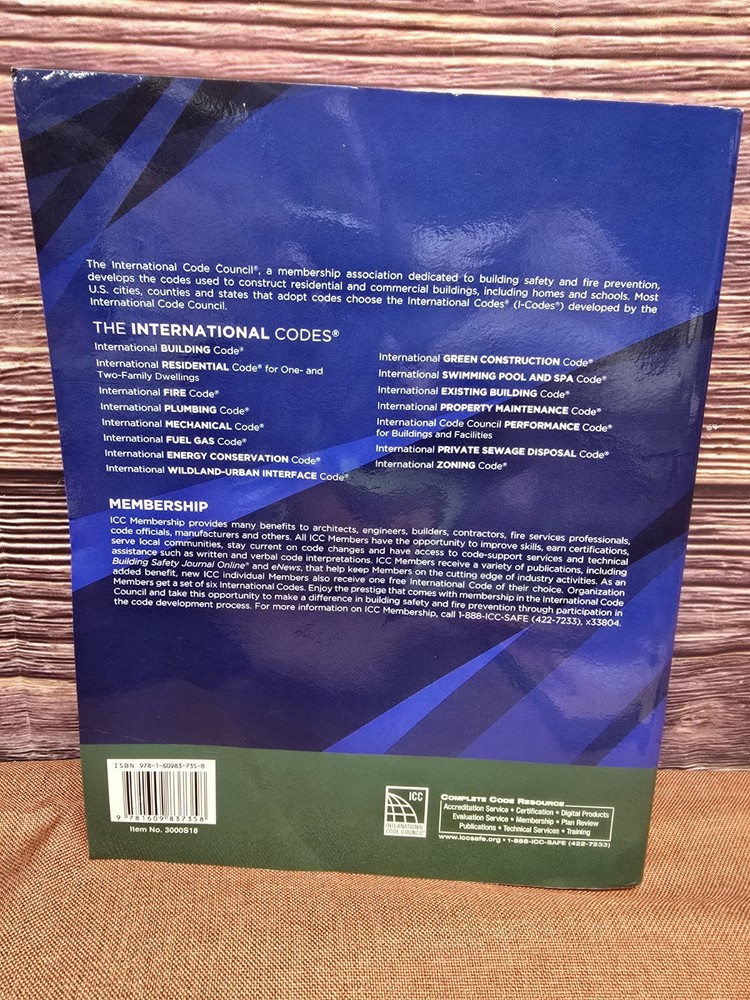 The International Code Council®, a membership association dedicated to building safety and fire prevention,
develops the codes used to construct residential and commercial buildings, including homes and schools. Most
U.S. cities, counties and states that adopt codes choose the International Codes® (I-Codes®) developed by the
International Code Council.
THE INTERNATIONAL CODES®
International BUILDING Code®
International RESIDENTIAL Code® for One- and
Two-Family Dwellings
International FIRE Code®
International PLUMBING Code®
International MECHANICAL Code®
International FUEL GAS Code®
International ENERGY CONSERVATION Code®
International WILDLAND-URBAN INTERFACE Code®
International GREEN CONSTRUCTION Code®
International SWIMMING POOL AND SPA Code®
International EXISTING BUILDING Code®
International PROPERTY MAINTENANCE Code®
International Code Council PERFORMANCE Code®
for Buildings and Facilities
International PRIVATE SEWAGE DISPOSAL Code®
International ZONING Code®
MEMBERSHIP
ICC Membership provides many benefits to architects, engineers, builders, contractors, fire services professionals,
code officials, manufacturers and others. All ICC Members have the opportunity to improve skills, earn certifications,
serve local communities, stay current on code changes and have access to code-support services and technical
assistance such as written and verbal code interpretations. ICC Members receive a variety of publications, including
Building Safety Journal Online® and eNews, that help keep Members on the cutting edge of industry activities. As an
added benefit, new ICC individual Members also receive one free International Code of their choice. Organization
Members get a set of six International Codes. Enjoy the prestige that comes with membership in the International Code
Council and take this opportunity to make a difference in building safety and fire prevention through participation in
the code development process. For more information on ICC Membership, call 1-888-ICC-SAFE (422-7233), x33804.
ISBN 978-1-60983-735-8
9 781609 837358
Item No. 3000S18
ICC
INTERNATIONAL
CODE COUNCIL®
COMPLETE CODE RESOURCE
Accreditation Service • Certification • Digital Products
Evaluation Service • Membership • Plan Review
Publications • Technical Services • Training
www.iccsafe.org • 1-888-ICC-SAFE (422-7233)